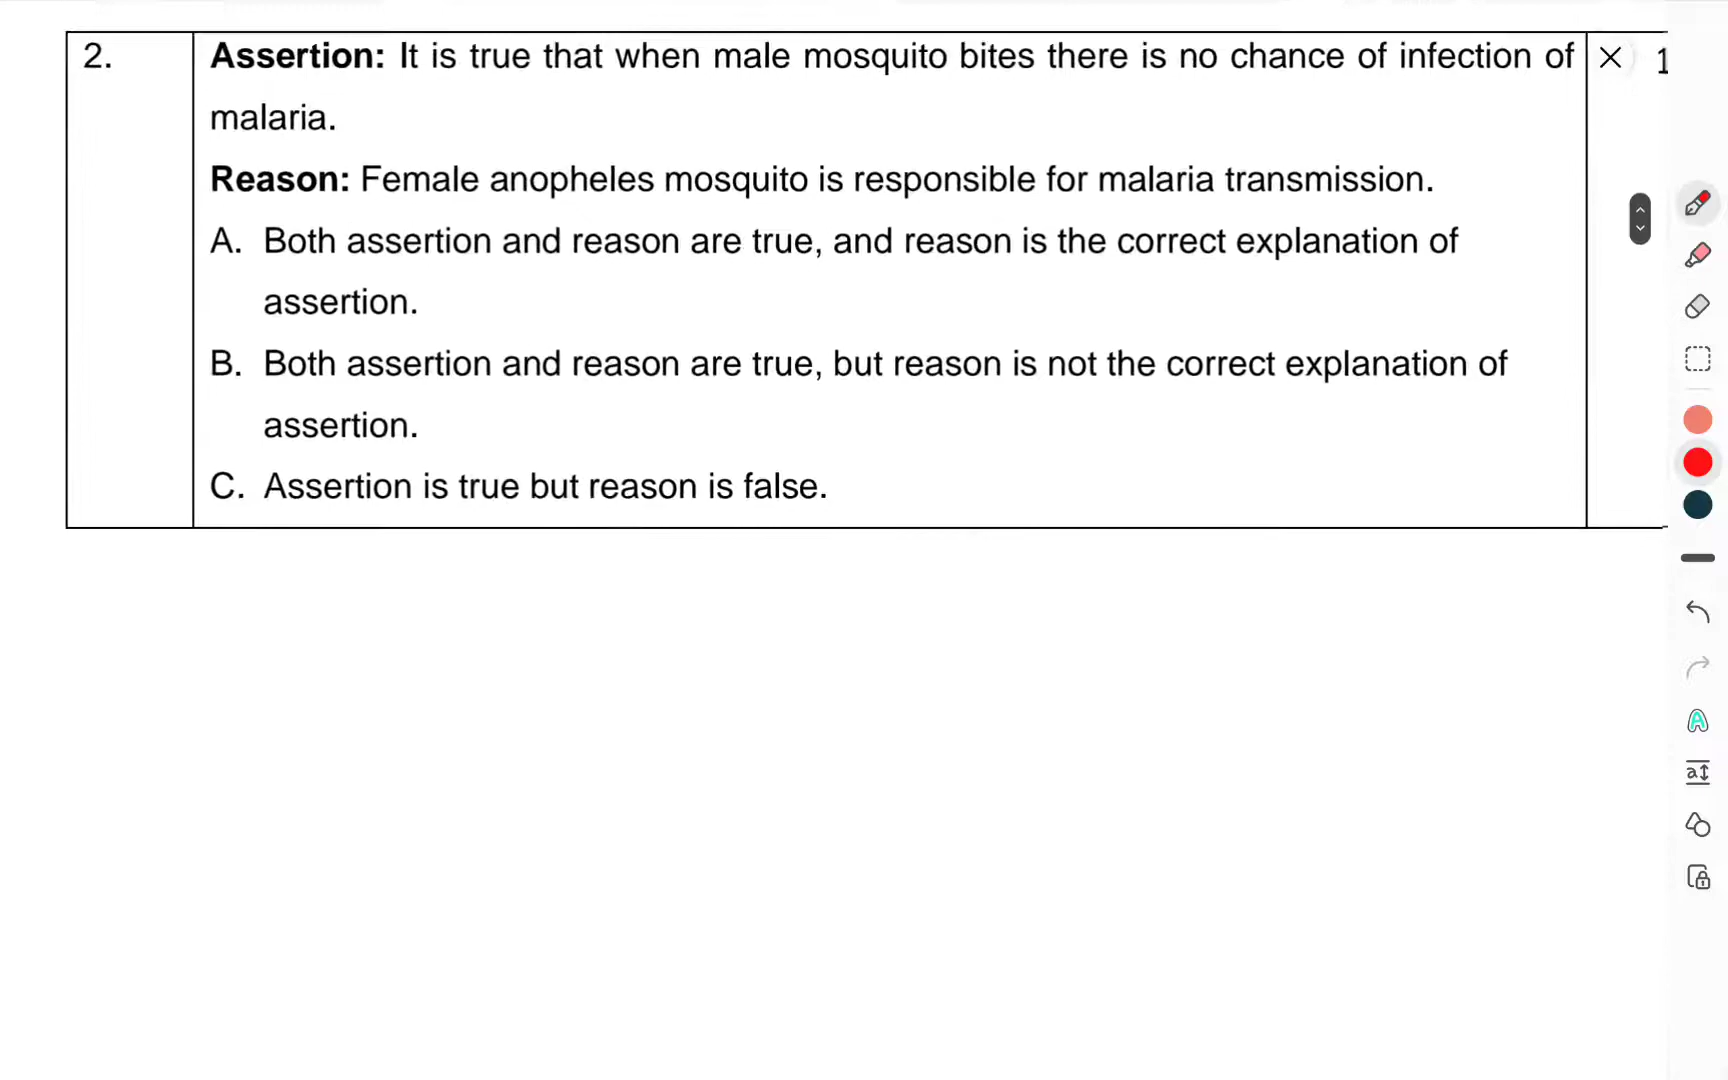 2.
Assertion: It is true that when male mosquito bites there is no chance of infection of
malaria.
Reason: Female anopheles mosquito is responsible for malaria transmission.
A. Both assertion and reason are true, and reason is the correct explanation of
assertion.
B. Both assertion and reason are true, but reason is not the correct explanation of
assertion.
C. Assertion is true but reason is false.
1
A
a